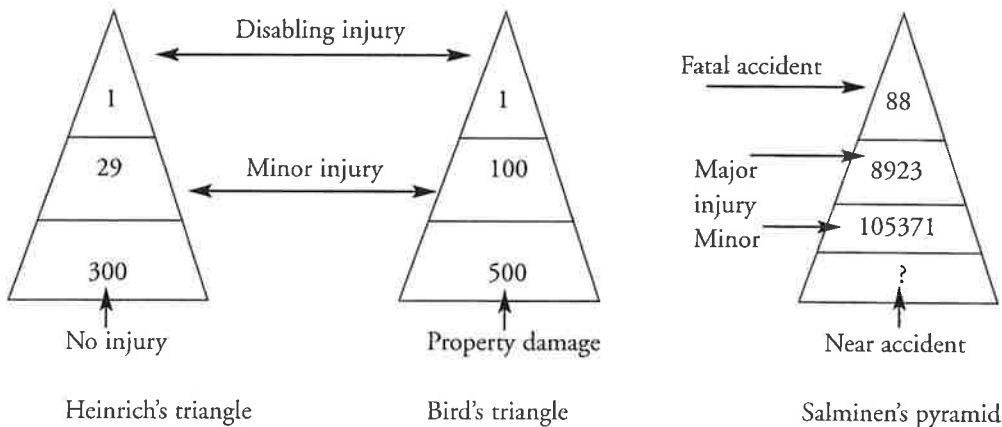 Disabling injury
Fatal accident
1
1
88
29
Minor injury
100
Major
injury
8923
Minor
105371
300
500
?
No injury
Property damage
Near accident
Heinrich's triangle
Bird's triangle
Salminen's pyramid